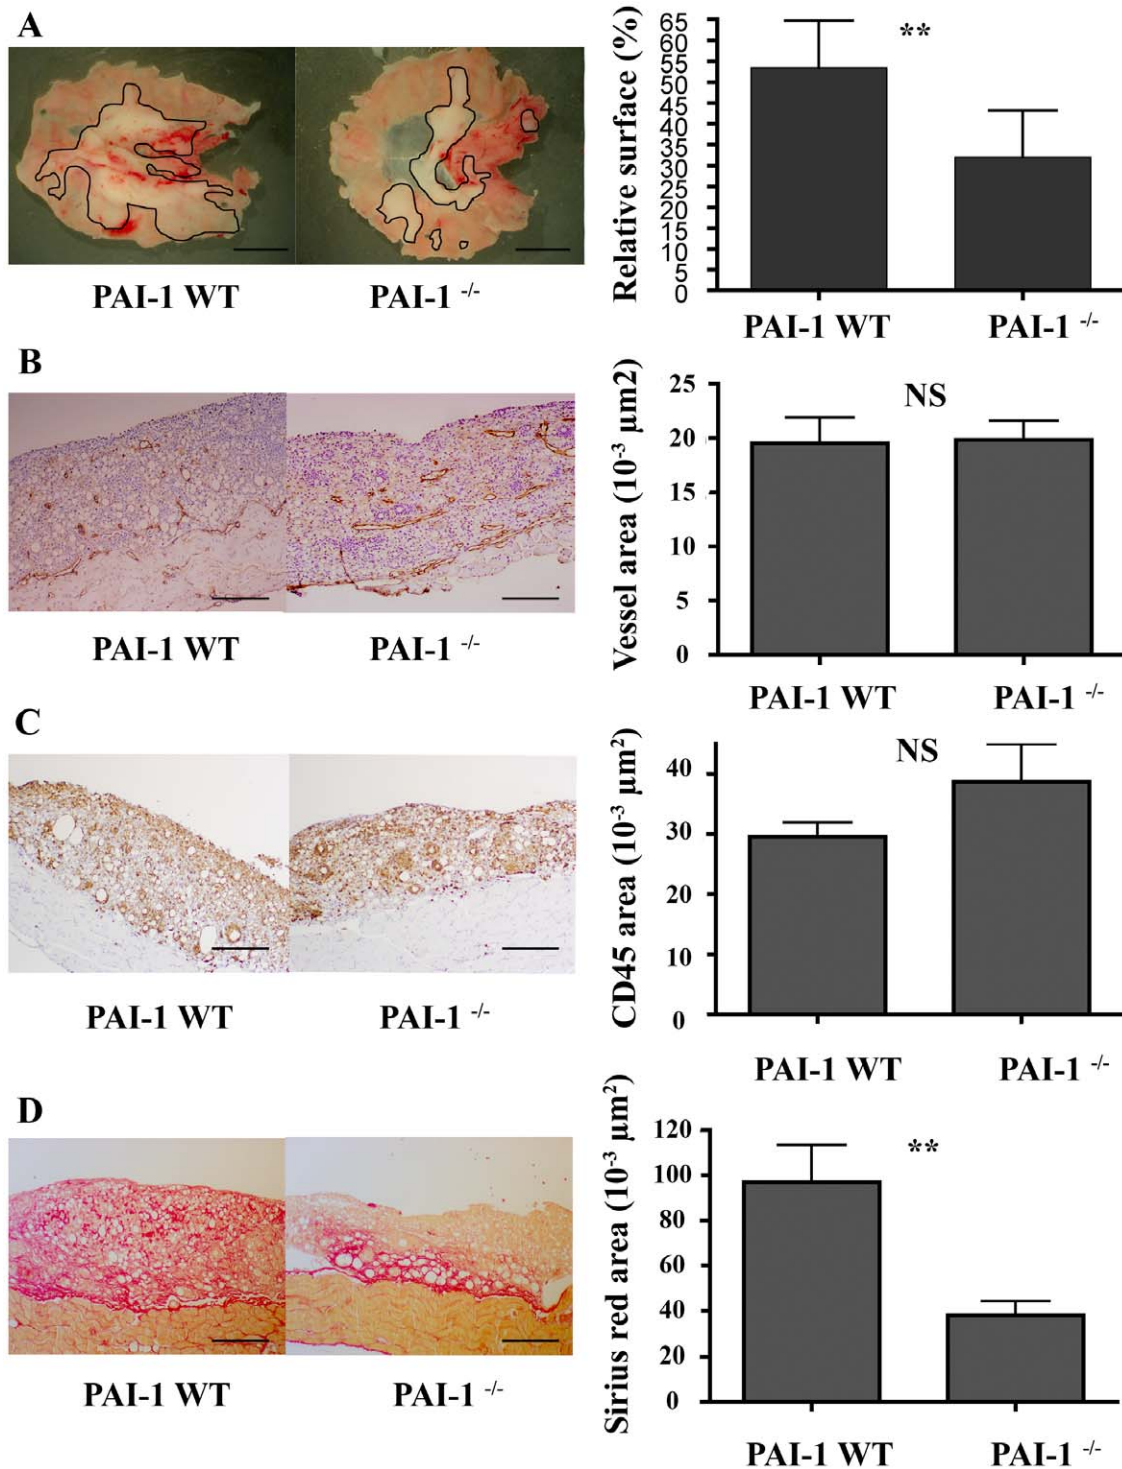 A
PAI-1 WT
PAI-1 -/-
Relative surface (%)
65
60
55
50
45
40
35
30
25
20
15
10
5
0
**
PAI-1 WT
PAI-1 -/-
B
PAI-1 WT
PAI-1 -/-
Vessel area (10⁻³ µm2)
25
20
15
10
5
0
NS
PAI-1 WT
PAI-1 -/-
C
PAI-1 WT
PAI-1 -/-
CD45 area (10⁻³ µm²)
40
30
20
10
0
NS
PAI-1 WT
PAI-1 -/-
D
PAI-1 WT
PAI-1 -/-
Sirius red area (10⁻³ µm²)
120
100
80
60
40
20
0
**
PAI-1 WT
PAI-1 -/-